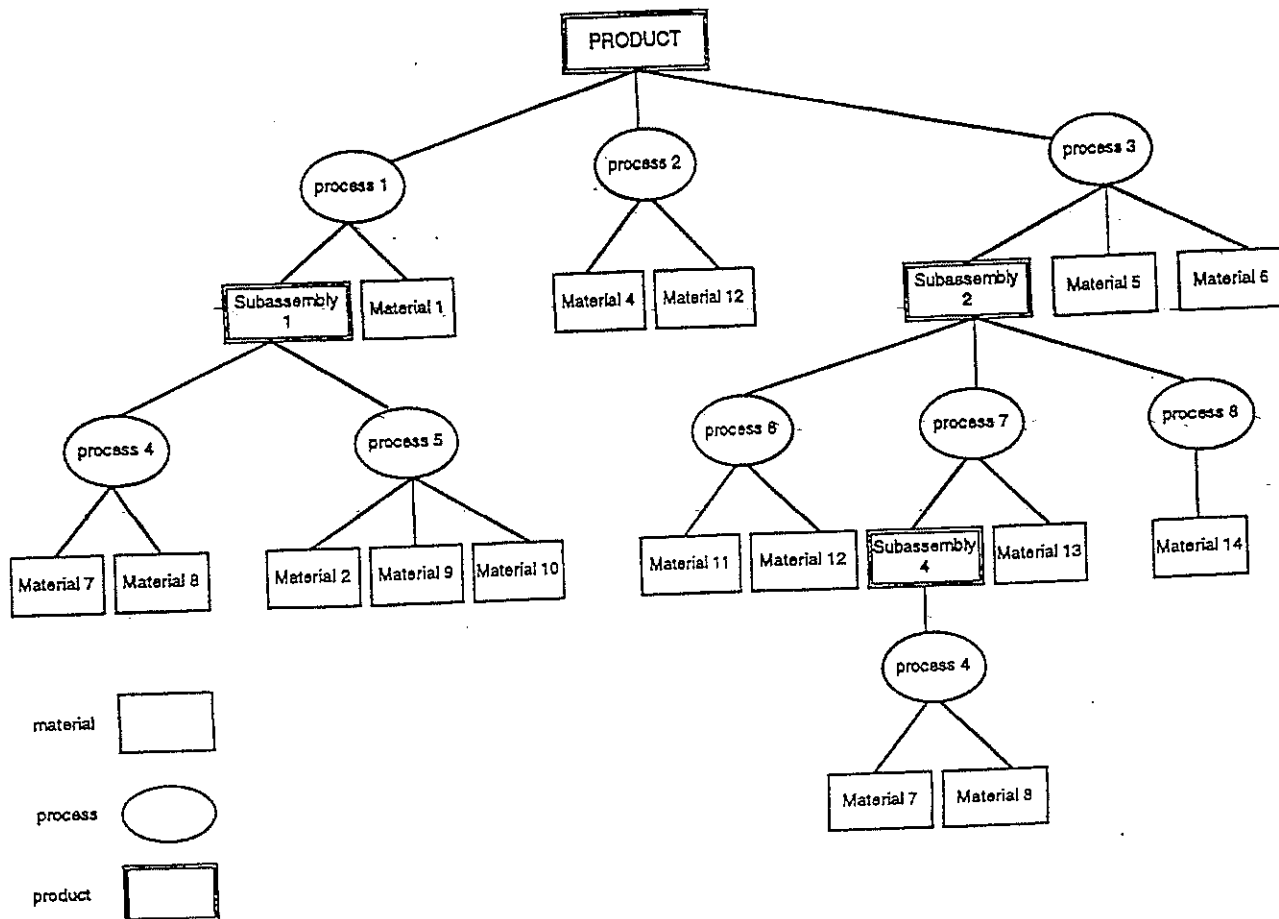 PRODUCT
process 1
process 2
process 3
Subassembly
1
Material 1
Material 4
Material 12
Subassembly
2
Material 5
Material 6
process 4
process 5
process 6
process 7
process 8
Material 7
Material 8
Material 2
Material 9
Material 10
Material 11
Material 12
Subassembly
4
Material 13
Material 14
process 4
Material 7
Material 8
material
process
product